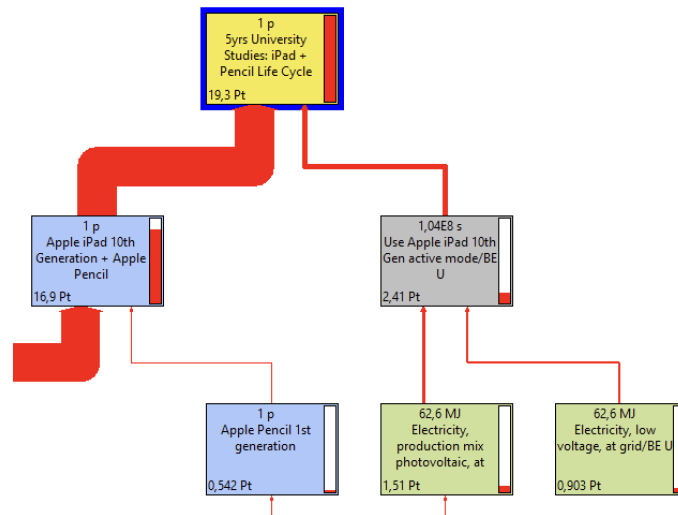 1 p
5yrs University
Studies: iPad +
Pencil Life Cycle
19,3 Pt
1 p
Apple iPad 10th
Generation + Apple
Pencil
16,9 Pt
1,04E8 s
Use Apple iPad 10th
Gen active mode/BE
U
2,41 Pt
1 p
Apple Pencil 1st
generation
0,542 Pt
62,6 MJ
Electricity,
production mix
photovoltaic, at
1,51 Pt
62,6 MJ
Electricity, low
voltage, at grid/BE U
0,903 Pt